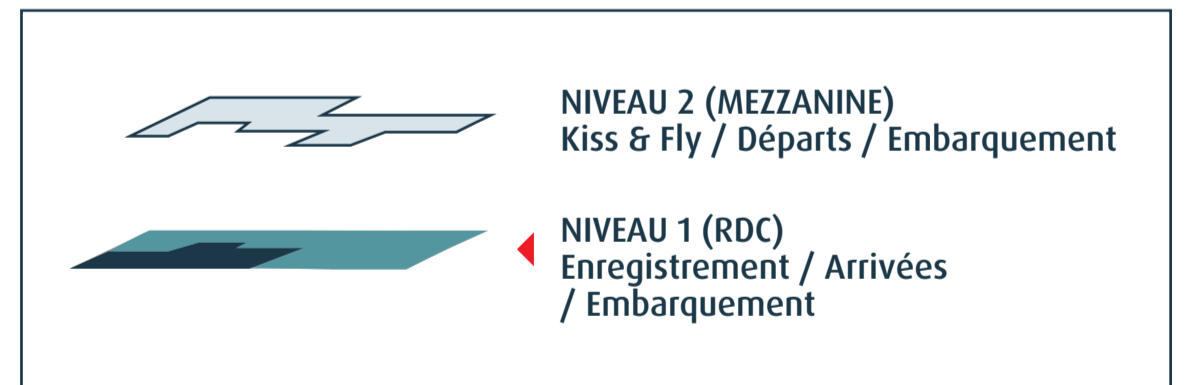 NIVEAU 2 (MEZZANINE)
Kiss & Fly / Départs / Embarquement
NIVEAU 1 (RDC)
Enregistrement / Arrivées
/ Embarquement